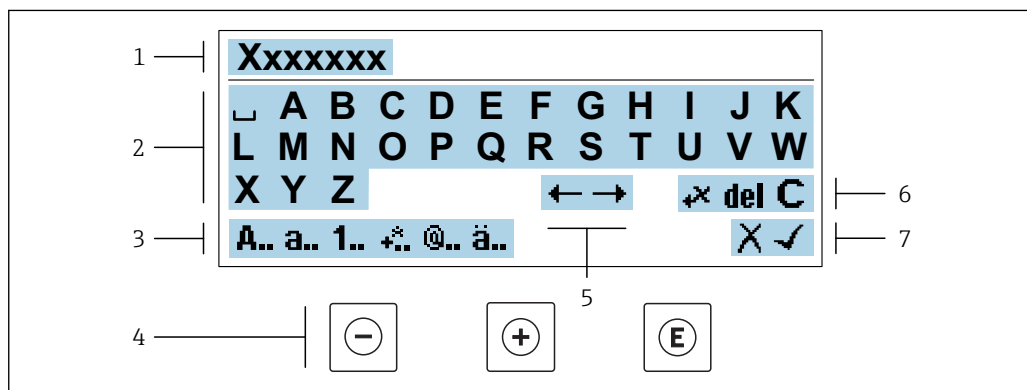 1 Xxxxxxx
␣ A B C D E F G H I J K
2 L M N O P Q R S T U V W
X Y Z ← → +x del C 6
3 A.. a.. 1.. +*.. @.. ä.. X ✓ 7
5
4 − + E